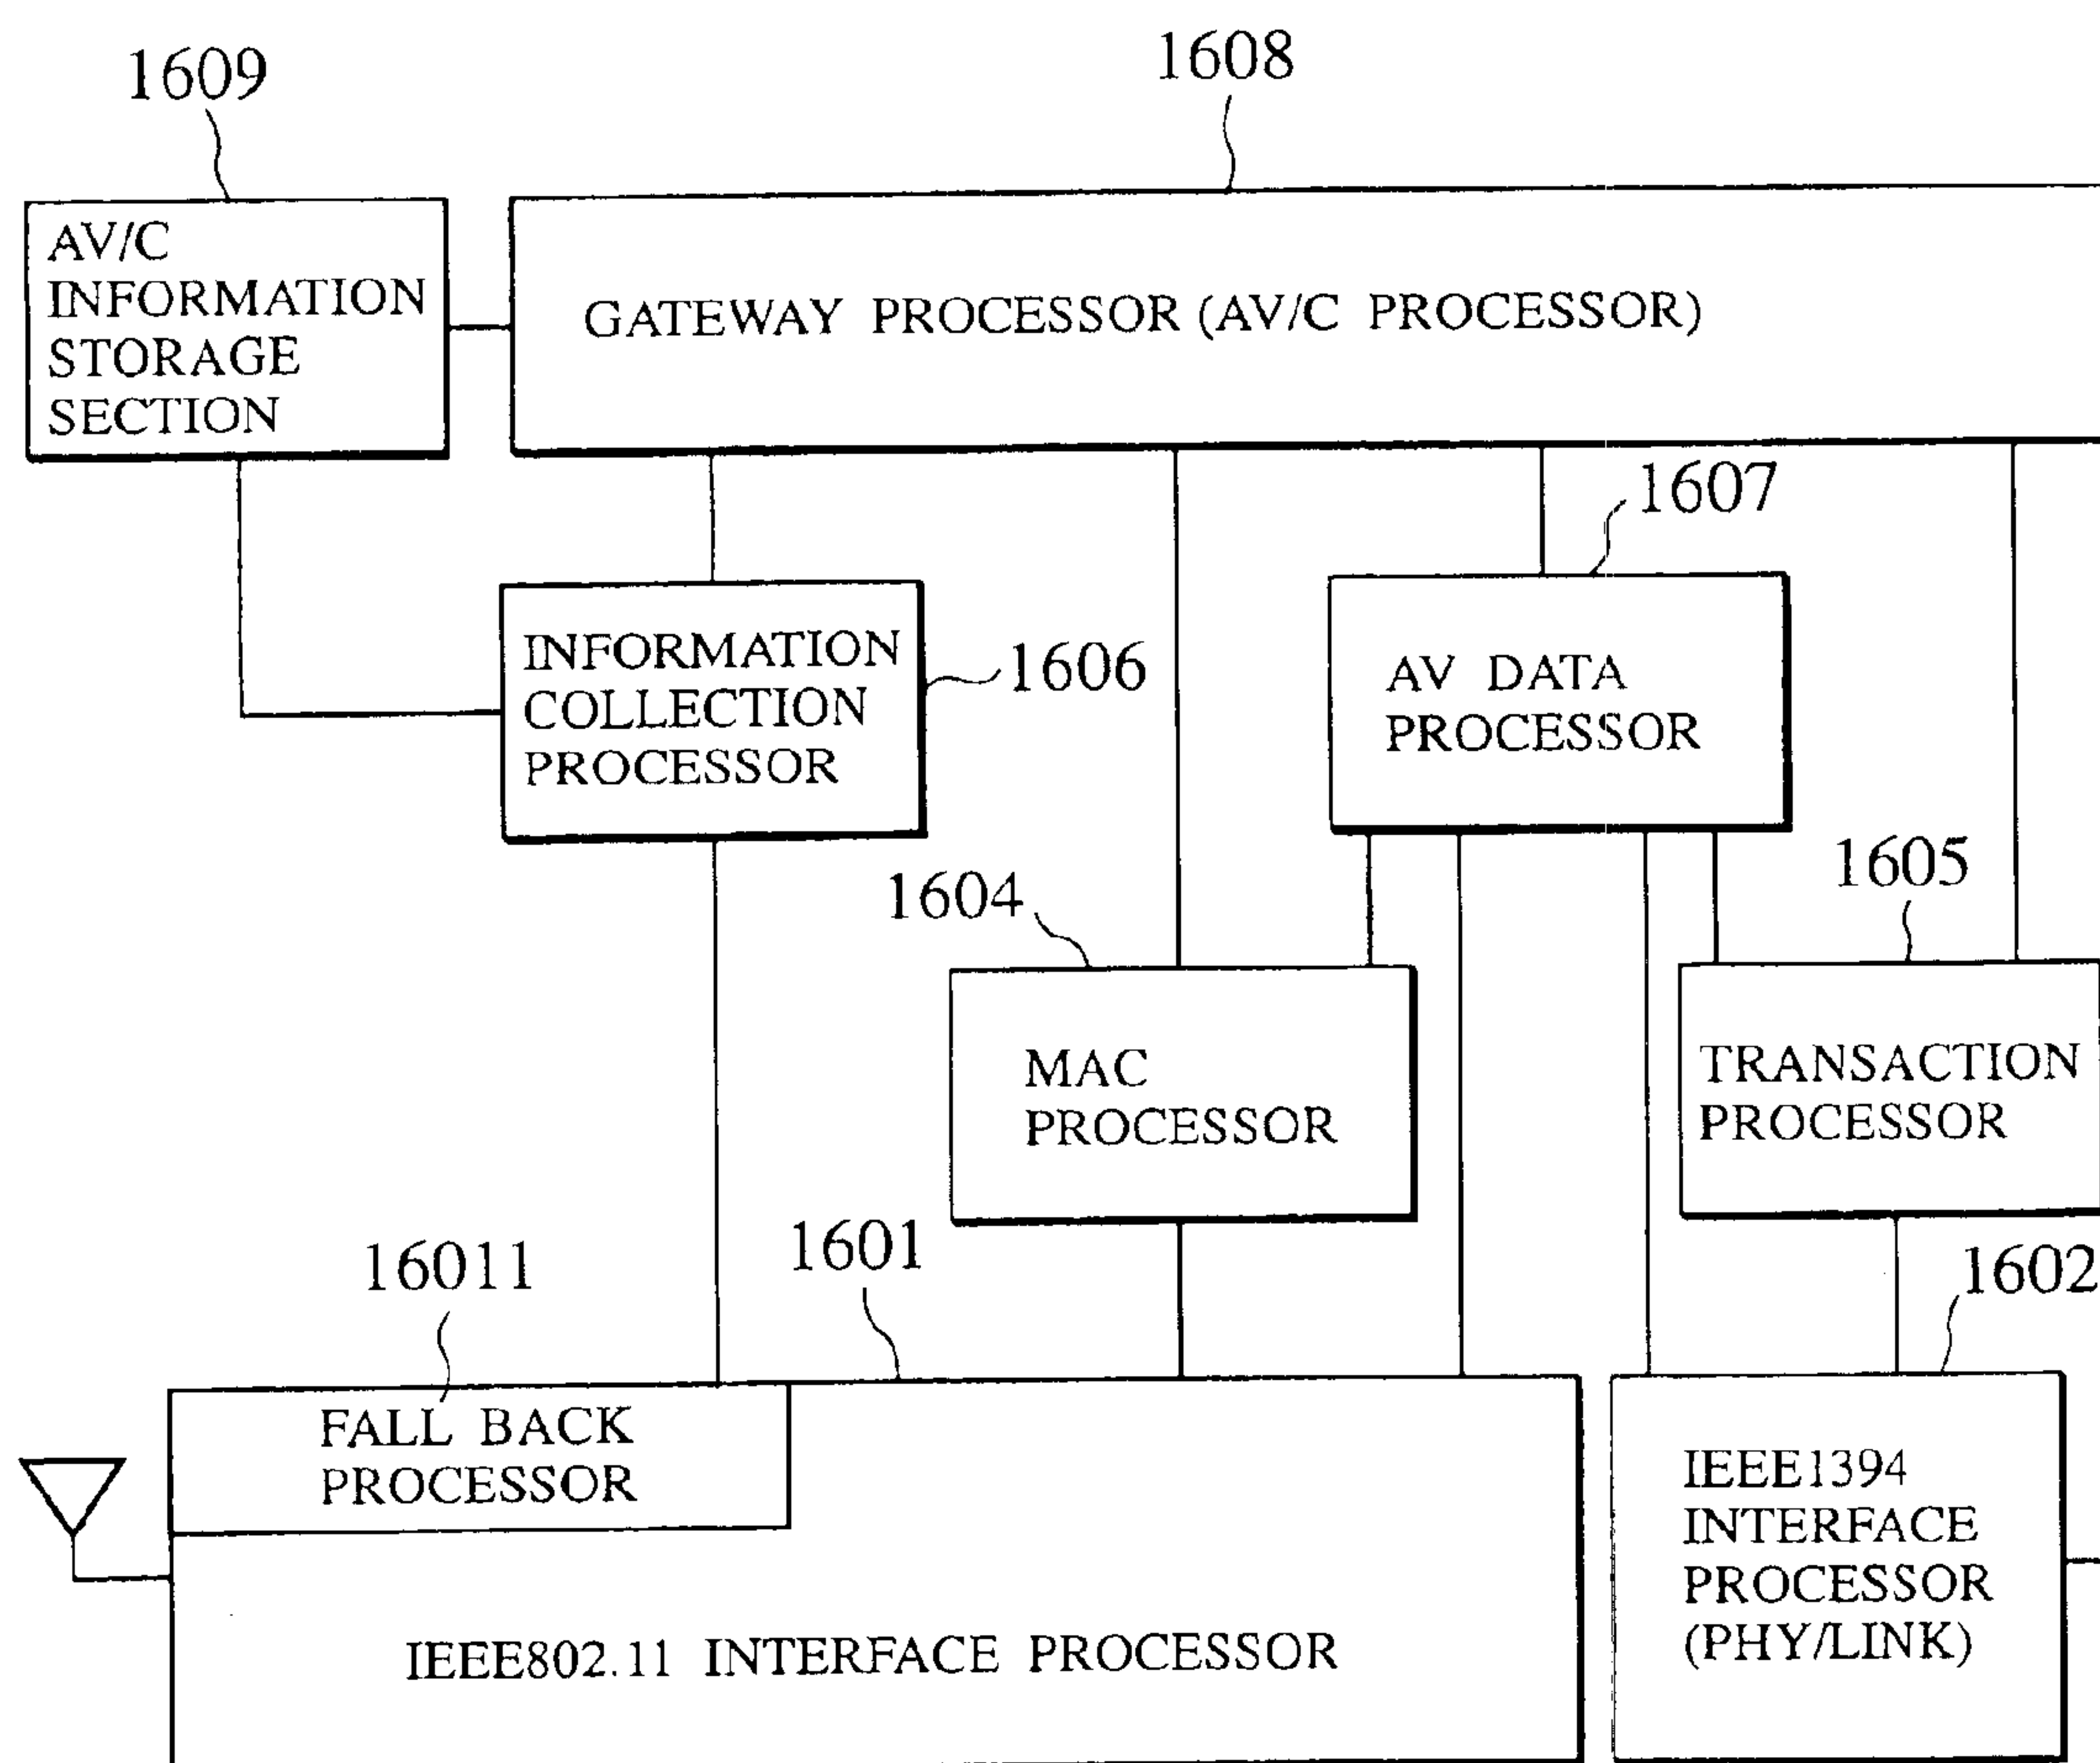 1609
1608
AV/C
INFORMATION
STORAGE
SECTION
GATEWAY PROCESSOR (AV/C PROCESSOR)
1607
INFORMATION
COLLECTION
PROCESSOR
1606
AV DATA
PROCESSOR
1604
1605
MAC
PROCESSOR
TRANSACTION
PROCESSOR
16011
1601
1602
FALL BACK
PROCESSOR
IEEE802.11 INTERFACE PROCESSOR
IEEE1394
INTERFACE
PROCESSOR
(PHY/LINK)